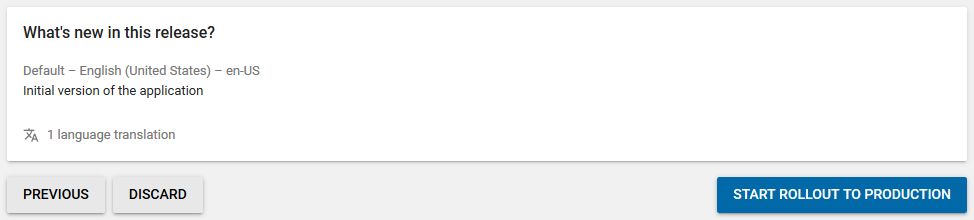 What's new in this release?
Default – English (United States) – en-US
Initial version of the application
1 language translation
PREVIOUS
DISCARD
START ROLLOUT TO PRODUCTION